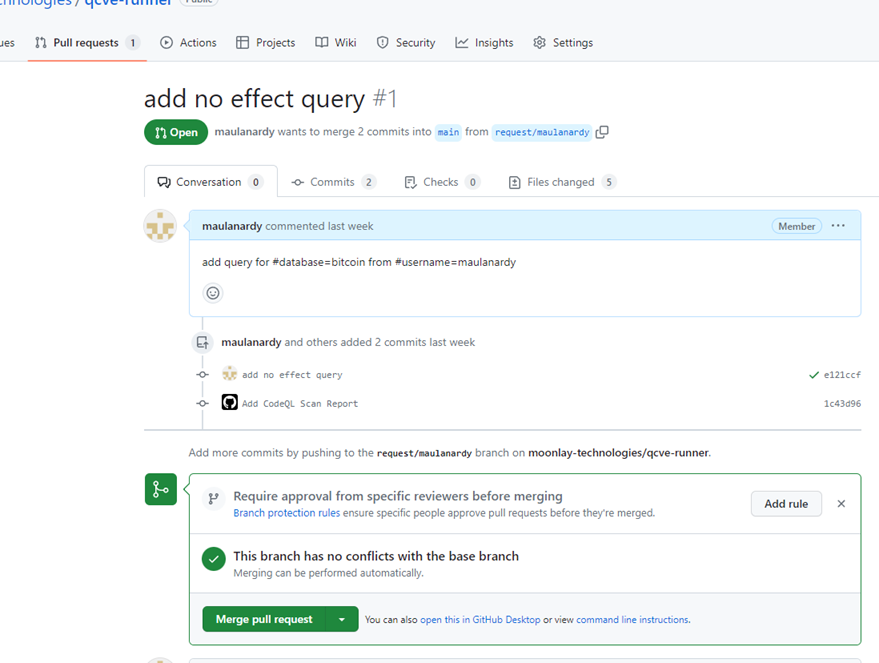 qcve-runner Public
Pull requests 1 Actions Projects Wiki Security Insights Settings
add no effect query #1
Open maulanardy wants to merge 2 commits into main from request/maulanardy
Conversation 0 Commits 2 Checks 0 Files changed 5
maulanardy commented last week Member
add query for #database=bitcoin from #username=maulanardy
maulanardy and others added 2 commits last week
add no effect query e121ccf
Add CodeQL Scan Report 1c43d96
Add more commits by pushing to the request/maulanardy branch on moonlay-technologies/qcve-runner.
Require approval from specific reviewers before merging
Add rule
Branch protection rules ensure specific people approve pull requests before they're merged.
This branch has no conflicts with the base branch
Merging can be performed automatically.
Merge pull request You can also open this in GitHub Desktop or view command line instructions.